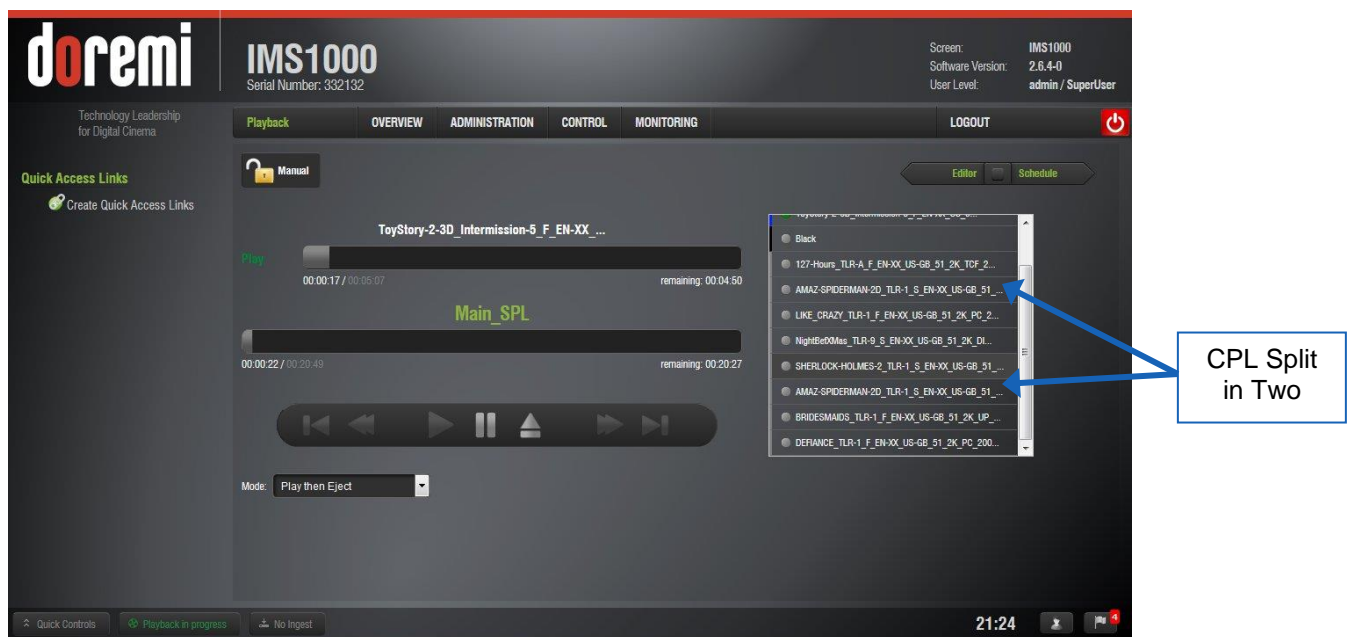 doremi
Technology Leadership
for Digital Cinema
IMS1000
Serial Number: 332132
Screen: IMS1000
Software Version: 2.6.4-0
User Level: admin / SuperUser
Playback OVERVIEW ADMINISTRATION CONTROL MONITORING LOGOUT
Quick Access Links
Create Quick Access Links
Manual
Editor Schedule
ToyStory-2-3D_Intermission-5_F_EN-XX_...
Play
00:00:17 / 00:05:07 remaining: 00:04:50
Main_SPL
00:00:22 / 00:20:49 remaining: 00:20:27
Mode: Play then Eject
Black
127-Hours_TLR-A_F_EN-XX_US-GB_51_2K_TCF_2...
AMAZ-SPIDERMAN-2D_TLR-1_S_EN-XX_US-GB_51_...
LIKE_CRAZY_TLR-1_F_EN-XX_US-GB_51_2K_PC_2...
NightBefXMas_TLR-9_S_EN-XX_US-GB_51_2K_DI...
SHERLOCK-HOLMES-2_TLR-1_S_EN-XX_US-GB_51_...
AMAZ-SPIDERMAN-2D_TLR-1_S_EN-XX_US-GB_51_...
BRIDESMAIDS_TLR-1_F_EN-XX_US-GB_51_2K_UP_...
DEFIANCE_TLR-1_F_EN-XX_US-GB_51_2K_PC_200...
CPL Split
in Two
Quick Controls Playback in progress No Ingest 21:24 4